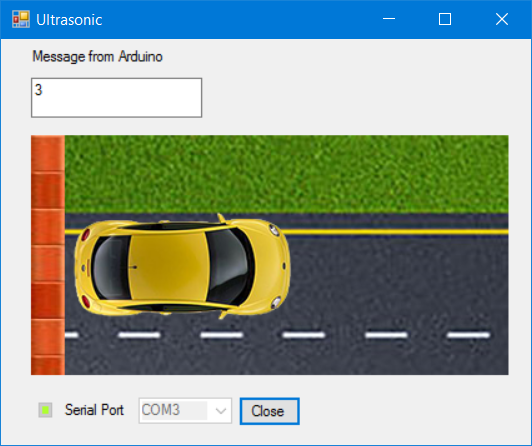 Ultrasonic
Message from Arduino
3
Serial Port COM3 Close